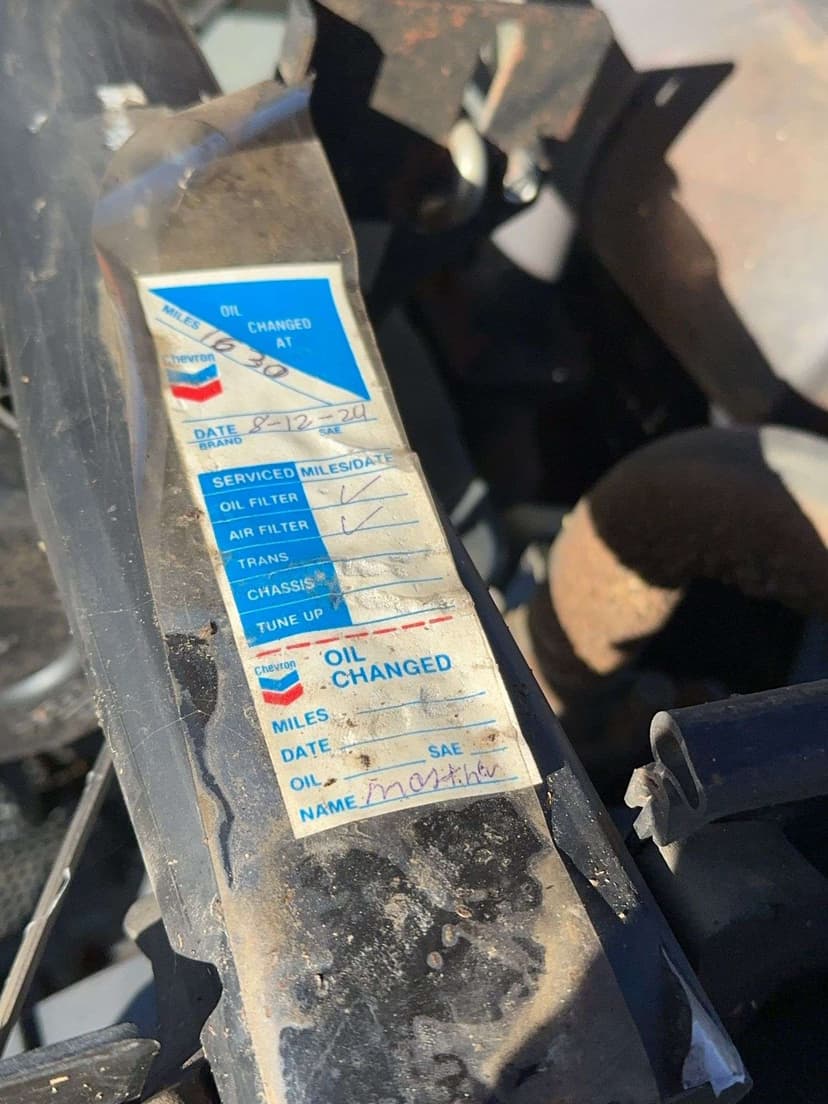 OIL
CHANGED
AT
MILES 1630
Chevron
DATE 8-12-24
BRAND SAE
SERVICED MILES/DATE
OIL FILTER ✓
AIR FILTER ✓
TRANS
CHASSIS
TUNE UP
Chevron
OIL
CHANGED
MILES
DATE
OIL SAE
NAME